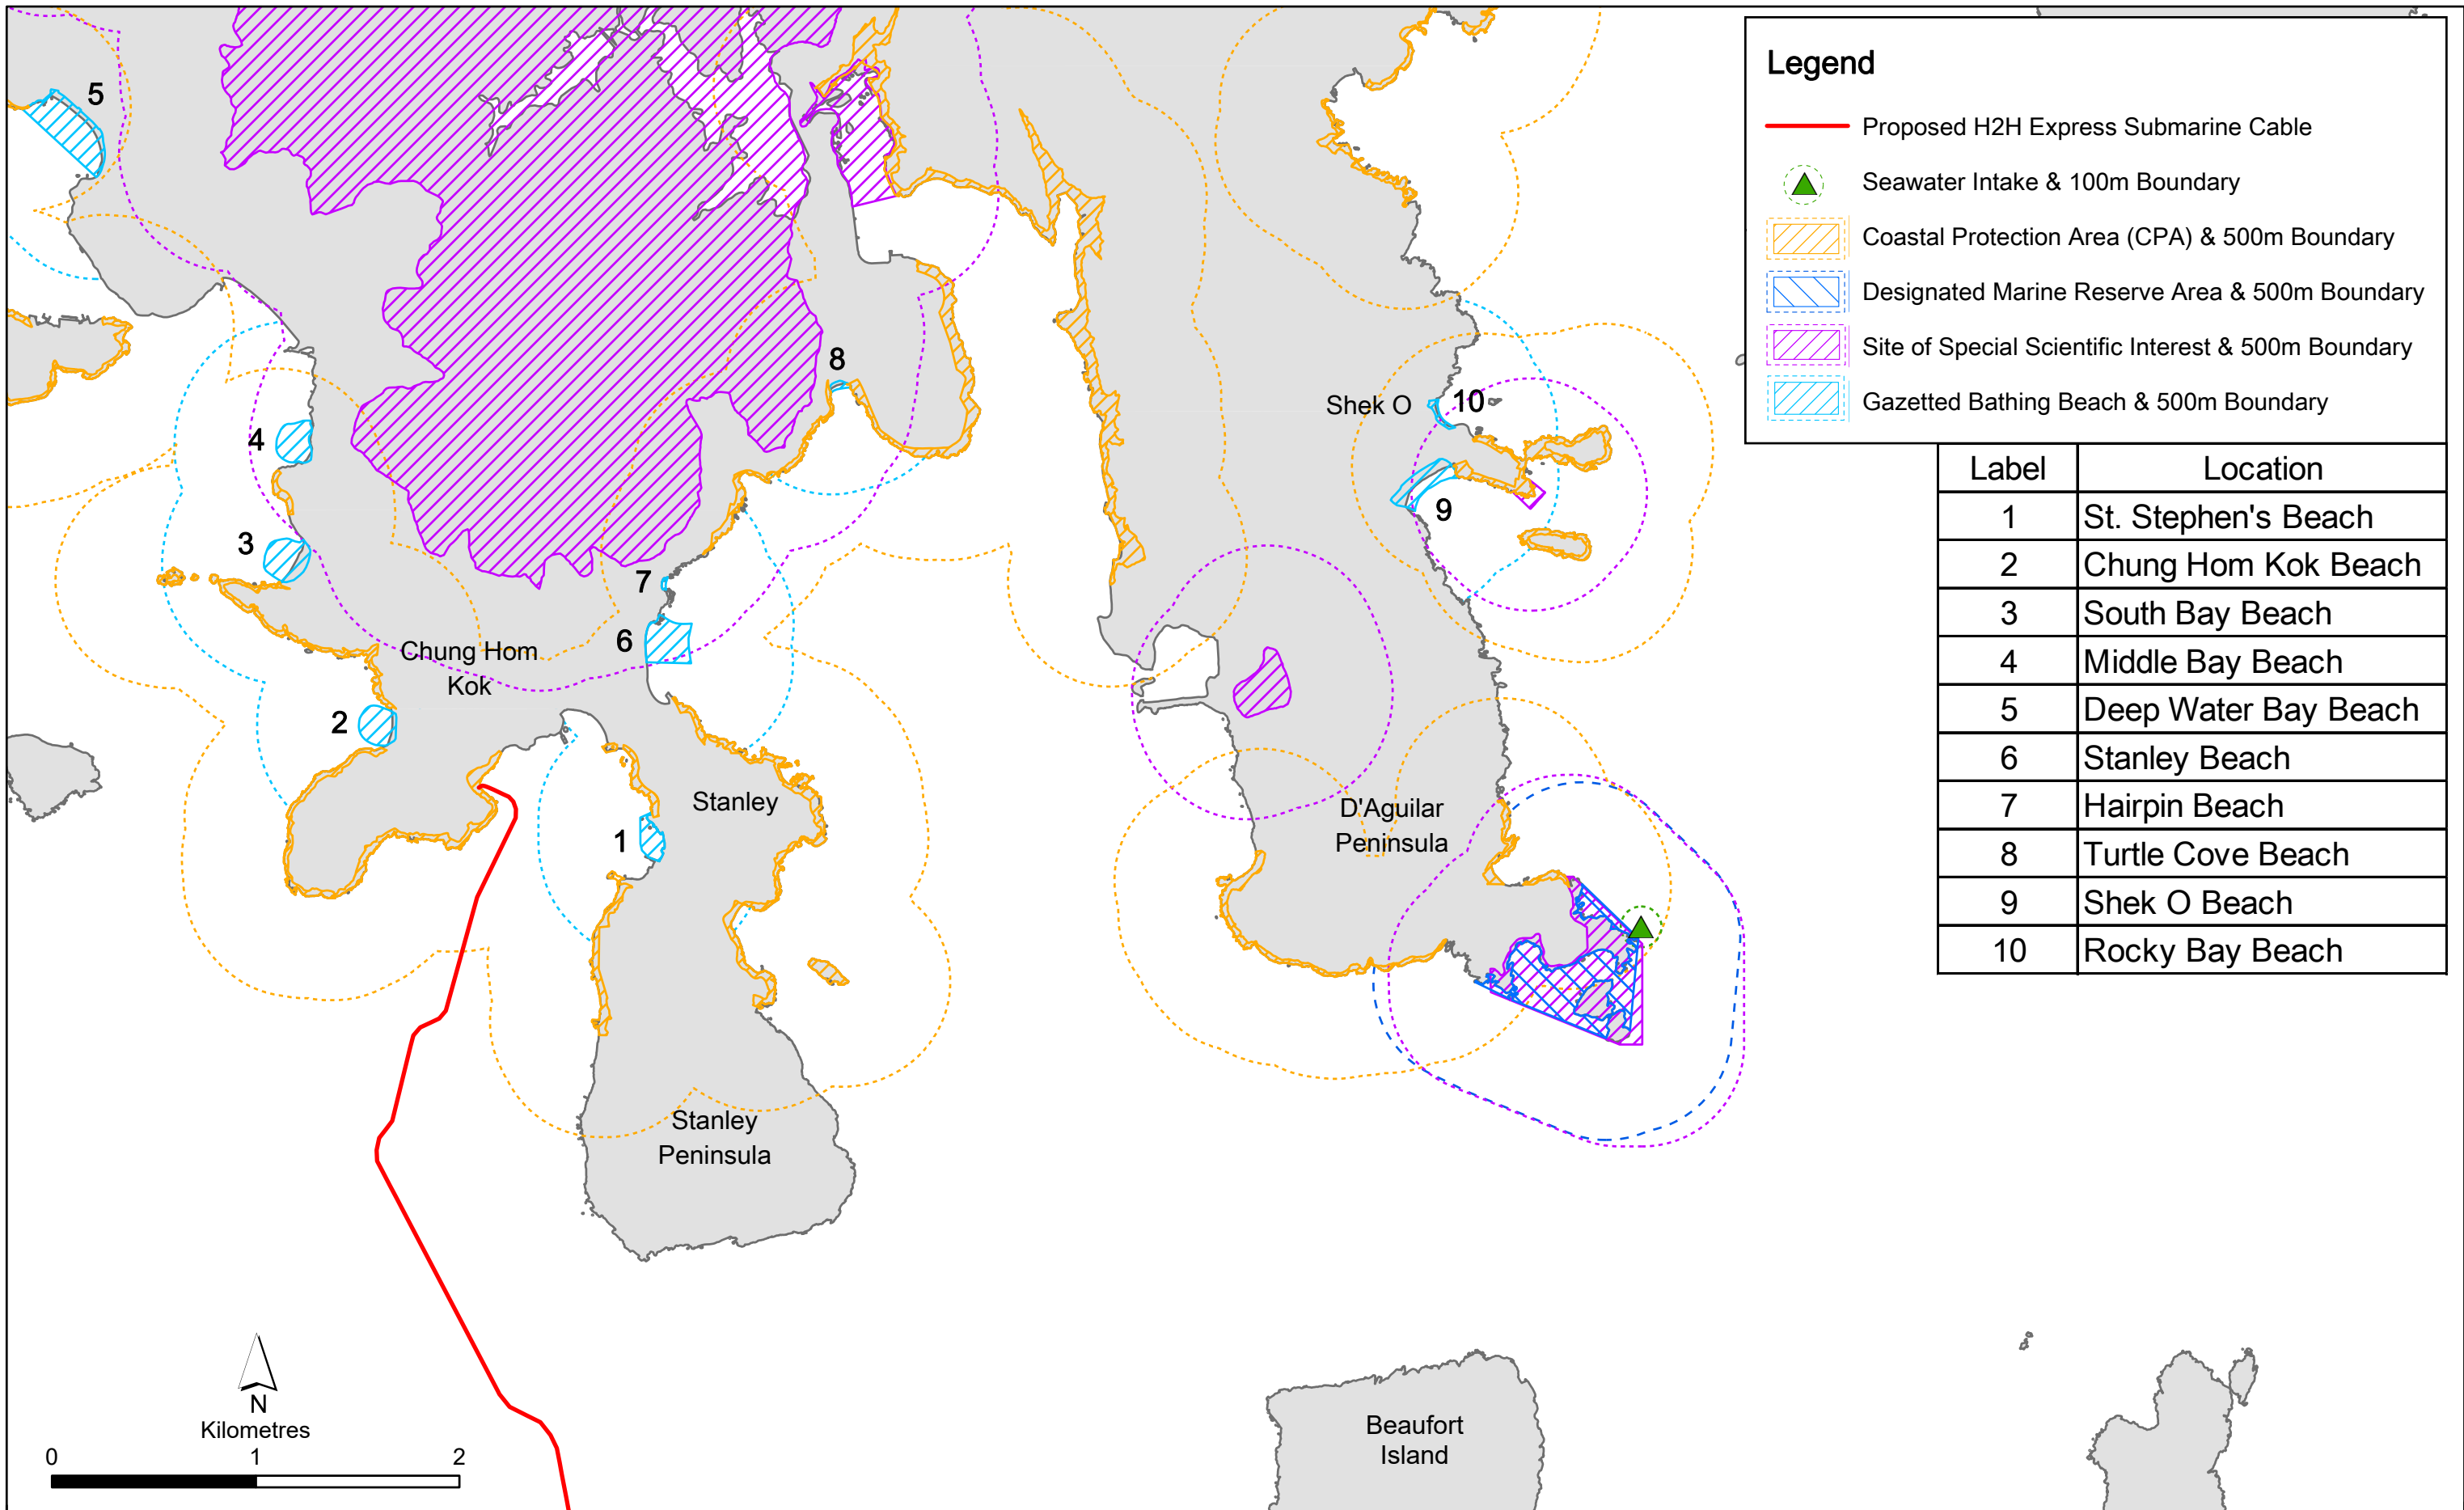 Legend
Proposed H2H Express Submarine Cable
Seawater Intake & 100m Boundary
Coastal Protection Area (CPA) & 500m Boundary
Designated Marine Reserve Area & 500m Boundary
Site of Special Scientific Interest & 500m Boundary
Gazetted Bathing Beach & 500m Boundary
Label Location
1 St. Stephen's Beach
2 Chung Hom Kok Beach
3 South Bay Beach
4 Middle Bay Beach
5 Deep Water Bay Beach
6 Stanley Beach
7 Hairpin Beach
8 Turtle Cove Beach
9 Shek O Beach
10 Rocky Bay Beach
5
8
Shek O
10
4
9
3
7
6
Chung Hom
Kok
2
Stanley
1
D'Aguilar
Peninsula
Stanley
Peninsula
Beaufort
Island
N
Kilometres
0 1 2